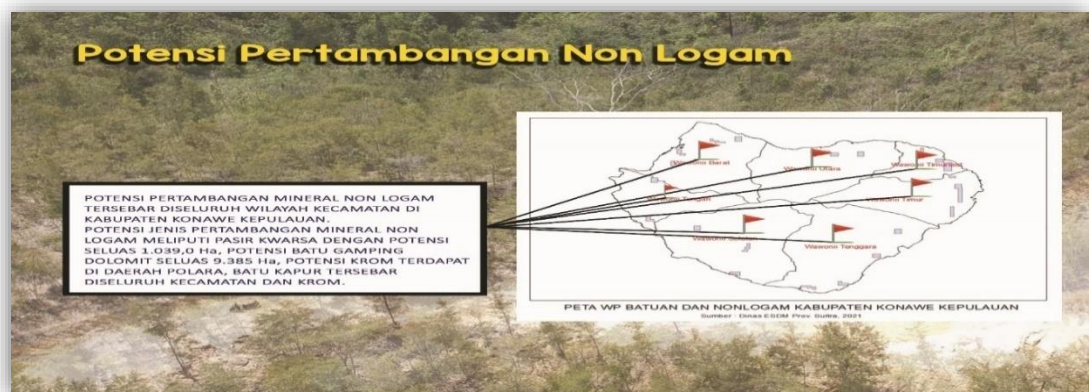 Potensi Pertambangan Non Logam
POTENSI PERTAMBANGAN MINERAL NON LOGAM
TERSEBAR DISELURUH WILAYAH KECAMATAN DI
KABUPATEN KONAWE KEPULAUAN.
POTENSI JENIS PERTAMBANGAN MINERAL NON
LOGAM MELIPUTI PASIR KWARSA DENGAN POTENSI
SELUAS 1.039,0 Ha, POTENSI BATU GAMPING
DOLOMIT SELUAS 9.385 Ha, POTENSI KROM TERDAPAT
DI DAERAH POLARA, BATU KAPUR TERSEBAR
DISELURUH KECAMATAN DAN KROM.
Wawonii Barat
Wawonii Utara
Wawonii
Wawonii Tengah
Wawonii Timur
Wawonii Selatan
Wawonii Tenggara
PETA WP BATUAN DAN NONLOGAM KABUPATEN KONAWE KEPULAUAN
Sumber : Dinas ESDM Prov Sultra, 2021